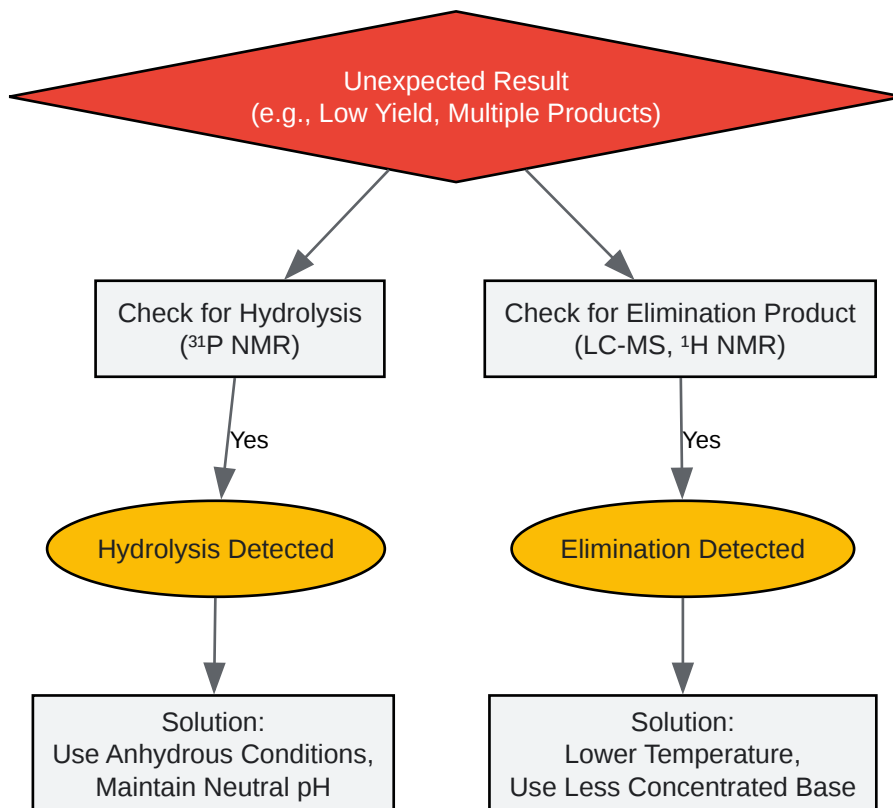 Unexpected Result
(e.g., Low Yield, Multiple Products)
Check for Hydrolysis
(³¹P NMR)
Check for Elimination Product
(LC-MS, ¹H NMR)
Yes
Yes
Hydrolysis Detected
Elimination Detected
Solution:
Use Anhydrous Conditions,
Maintain Neutral pH
Solution:
Lower Temperature,
Use Less Concentrated Base